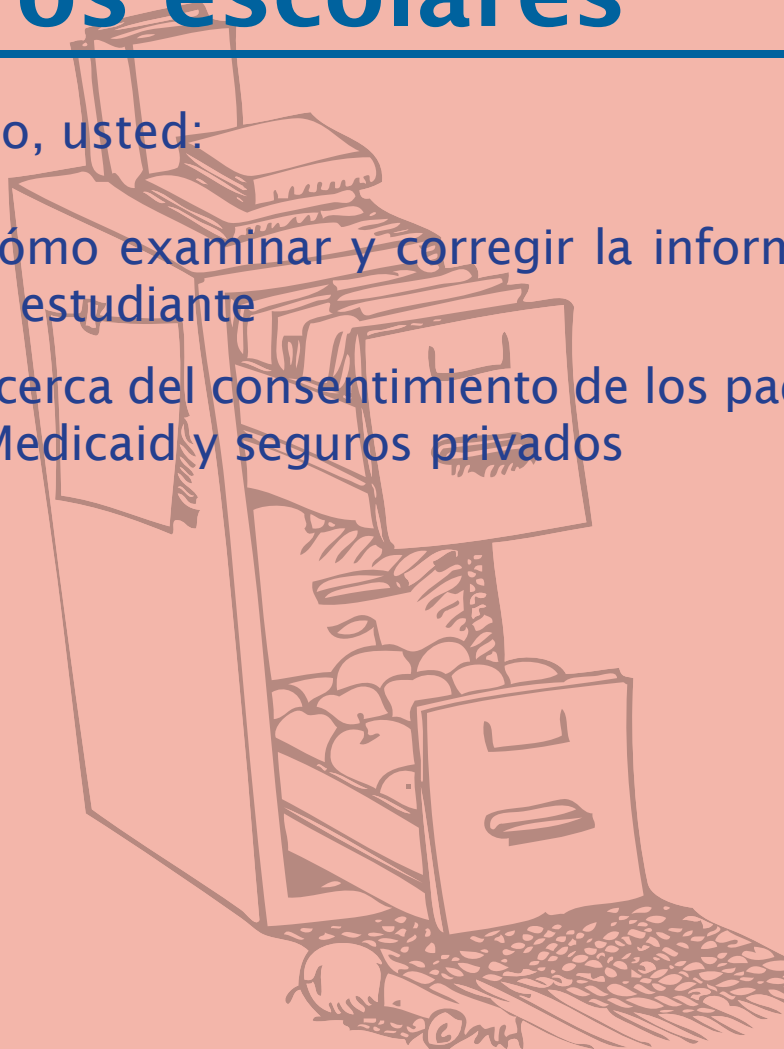 os escolares
o, usted:
ómo examinar y corregir la inform
estudiante
cerca del consentimiento de los pad
Medicaid y seguros privados